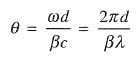 θ = ωd/βc = 2πd/βλ